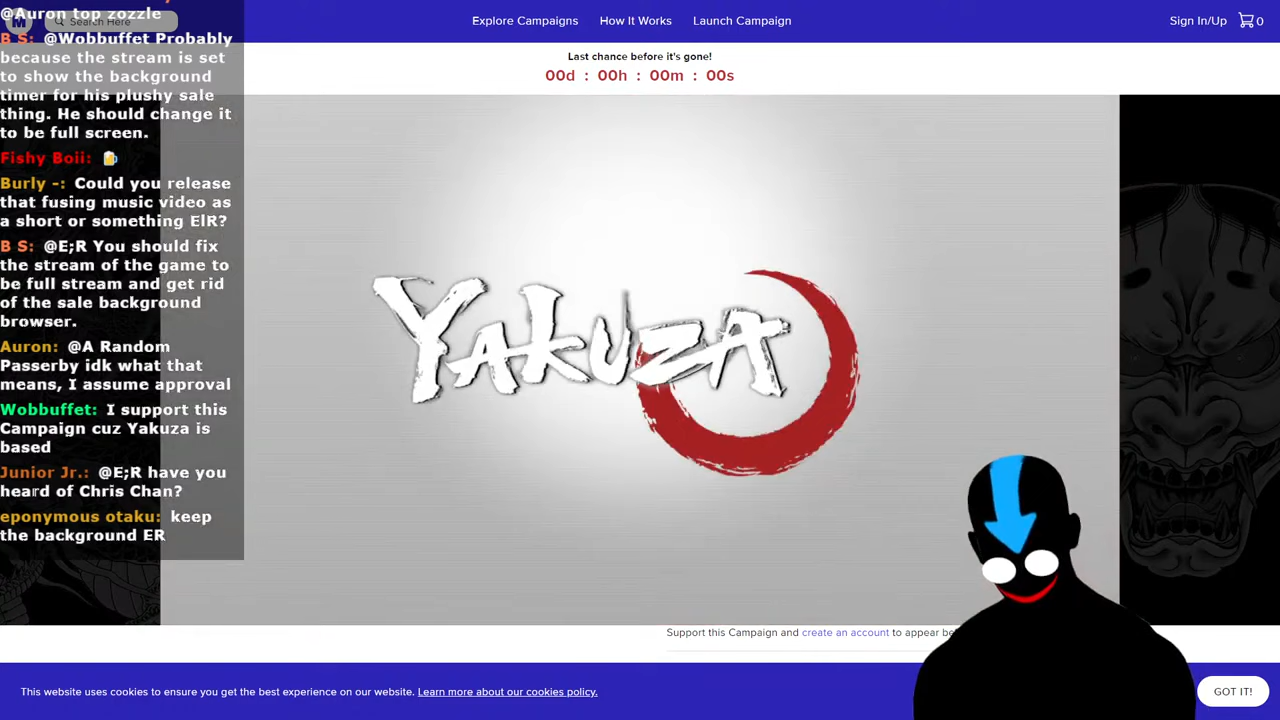 Search Here
Explore Campaigns
How It Works
Launch Campaign
Sign In/Up
0
Last chance before it's gone!
00d : 00h : 00m : 00s
@Auron top zozzle
B S: @Wobbuffet Probably
because the stream is set
to show the background
timer for his plushy sale
thing. He should change it
to be full screen.
Fishy Boii: 🍺
Burly -: Could you release
that fusing music video as
a short or something ElR?
B S: @E;R You should fix
the stream of the game to
be full stream and get rid
of the sale background
browser.
Auron: @A Random
Passerby idk what that
means, I assume approval
Wobbuffet: I support this
Campaign cuz Yakuza is
based
Junior Jr.: @E;R have you
heard of Chris Chan?
eponymous otaku: keep
the background ER
Yakuza
Support this Campaign and create an account to appear be
This website uses cookies to ensure you get the best experience on our website. Learn more about our cookies policy.
GOT IT!